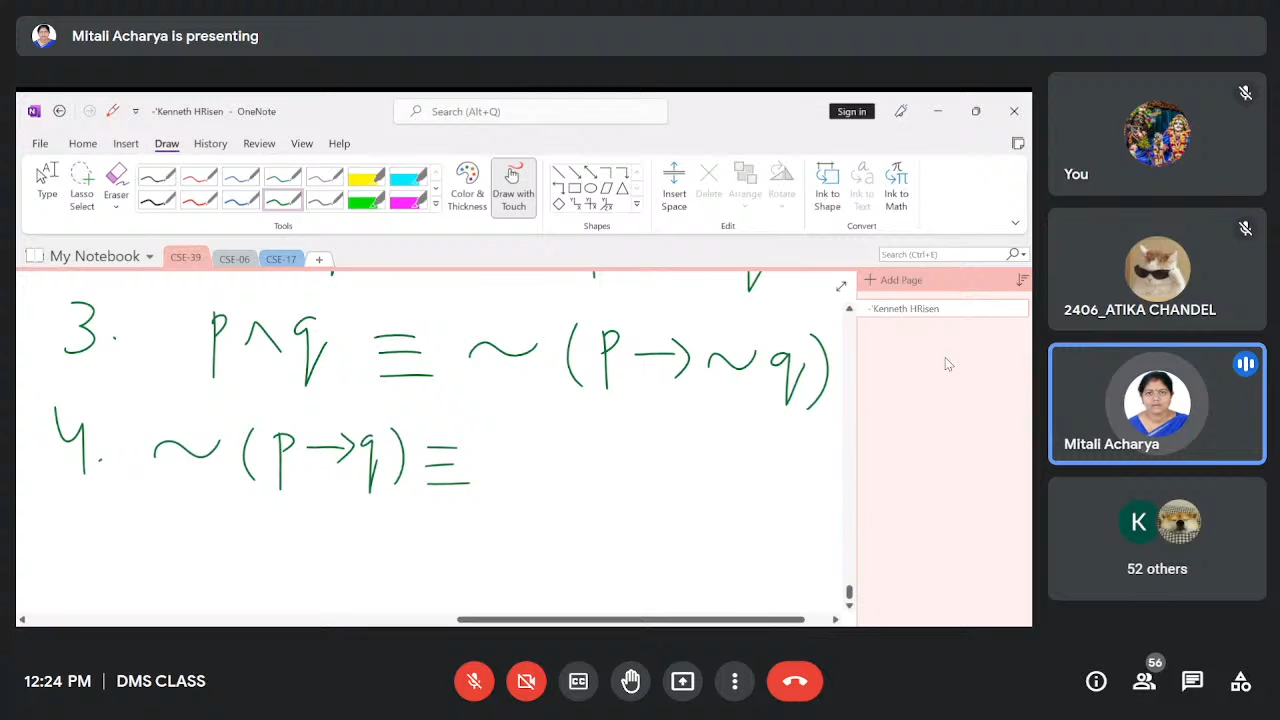 Mitali Acharya is presenting
-'Kenneth HRisen - OneNote
Search (Alt+Q)
Sign in
File Home Insert Draw History Review View Help
Type
Lasso Select
Eraser
Color & Thickness
Draw with Touch
Insert Space
Delete
Arrange
Rotate
Ink to Shape
Ink to Text
Ink to Math
Tools
Shapes
Edit
Convert
My Notebook
CSE-39
CSE-06
CSE-17
Search (Ctrl+E)
Add Page
-'Kenneth HRisen
3. p ∧ q ≡ ~ (p → ~ q)
4. ~ (p → q) ≡
You
2406_ATIKA CHANDEL
Mitali Acharya
K
52 others
12:24 PM | DMS CLASS
56